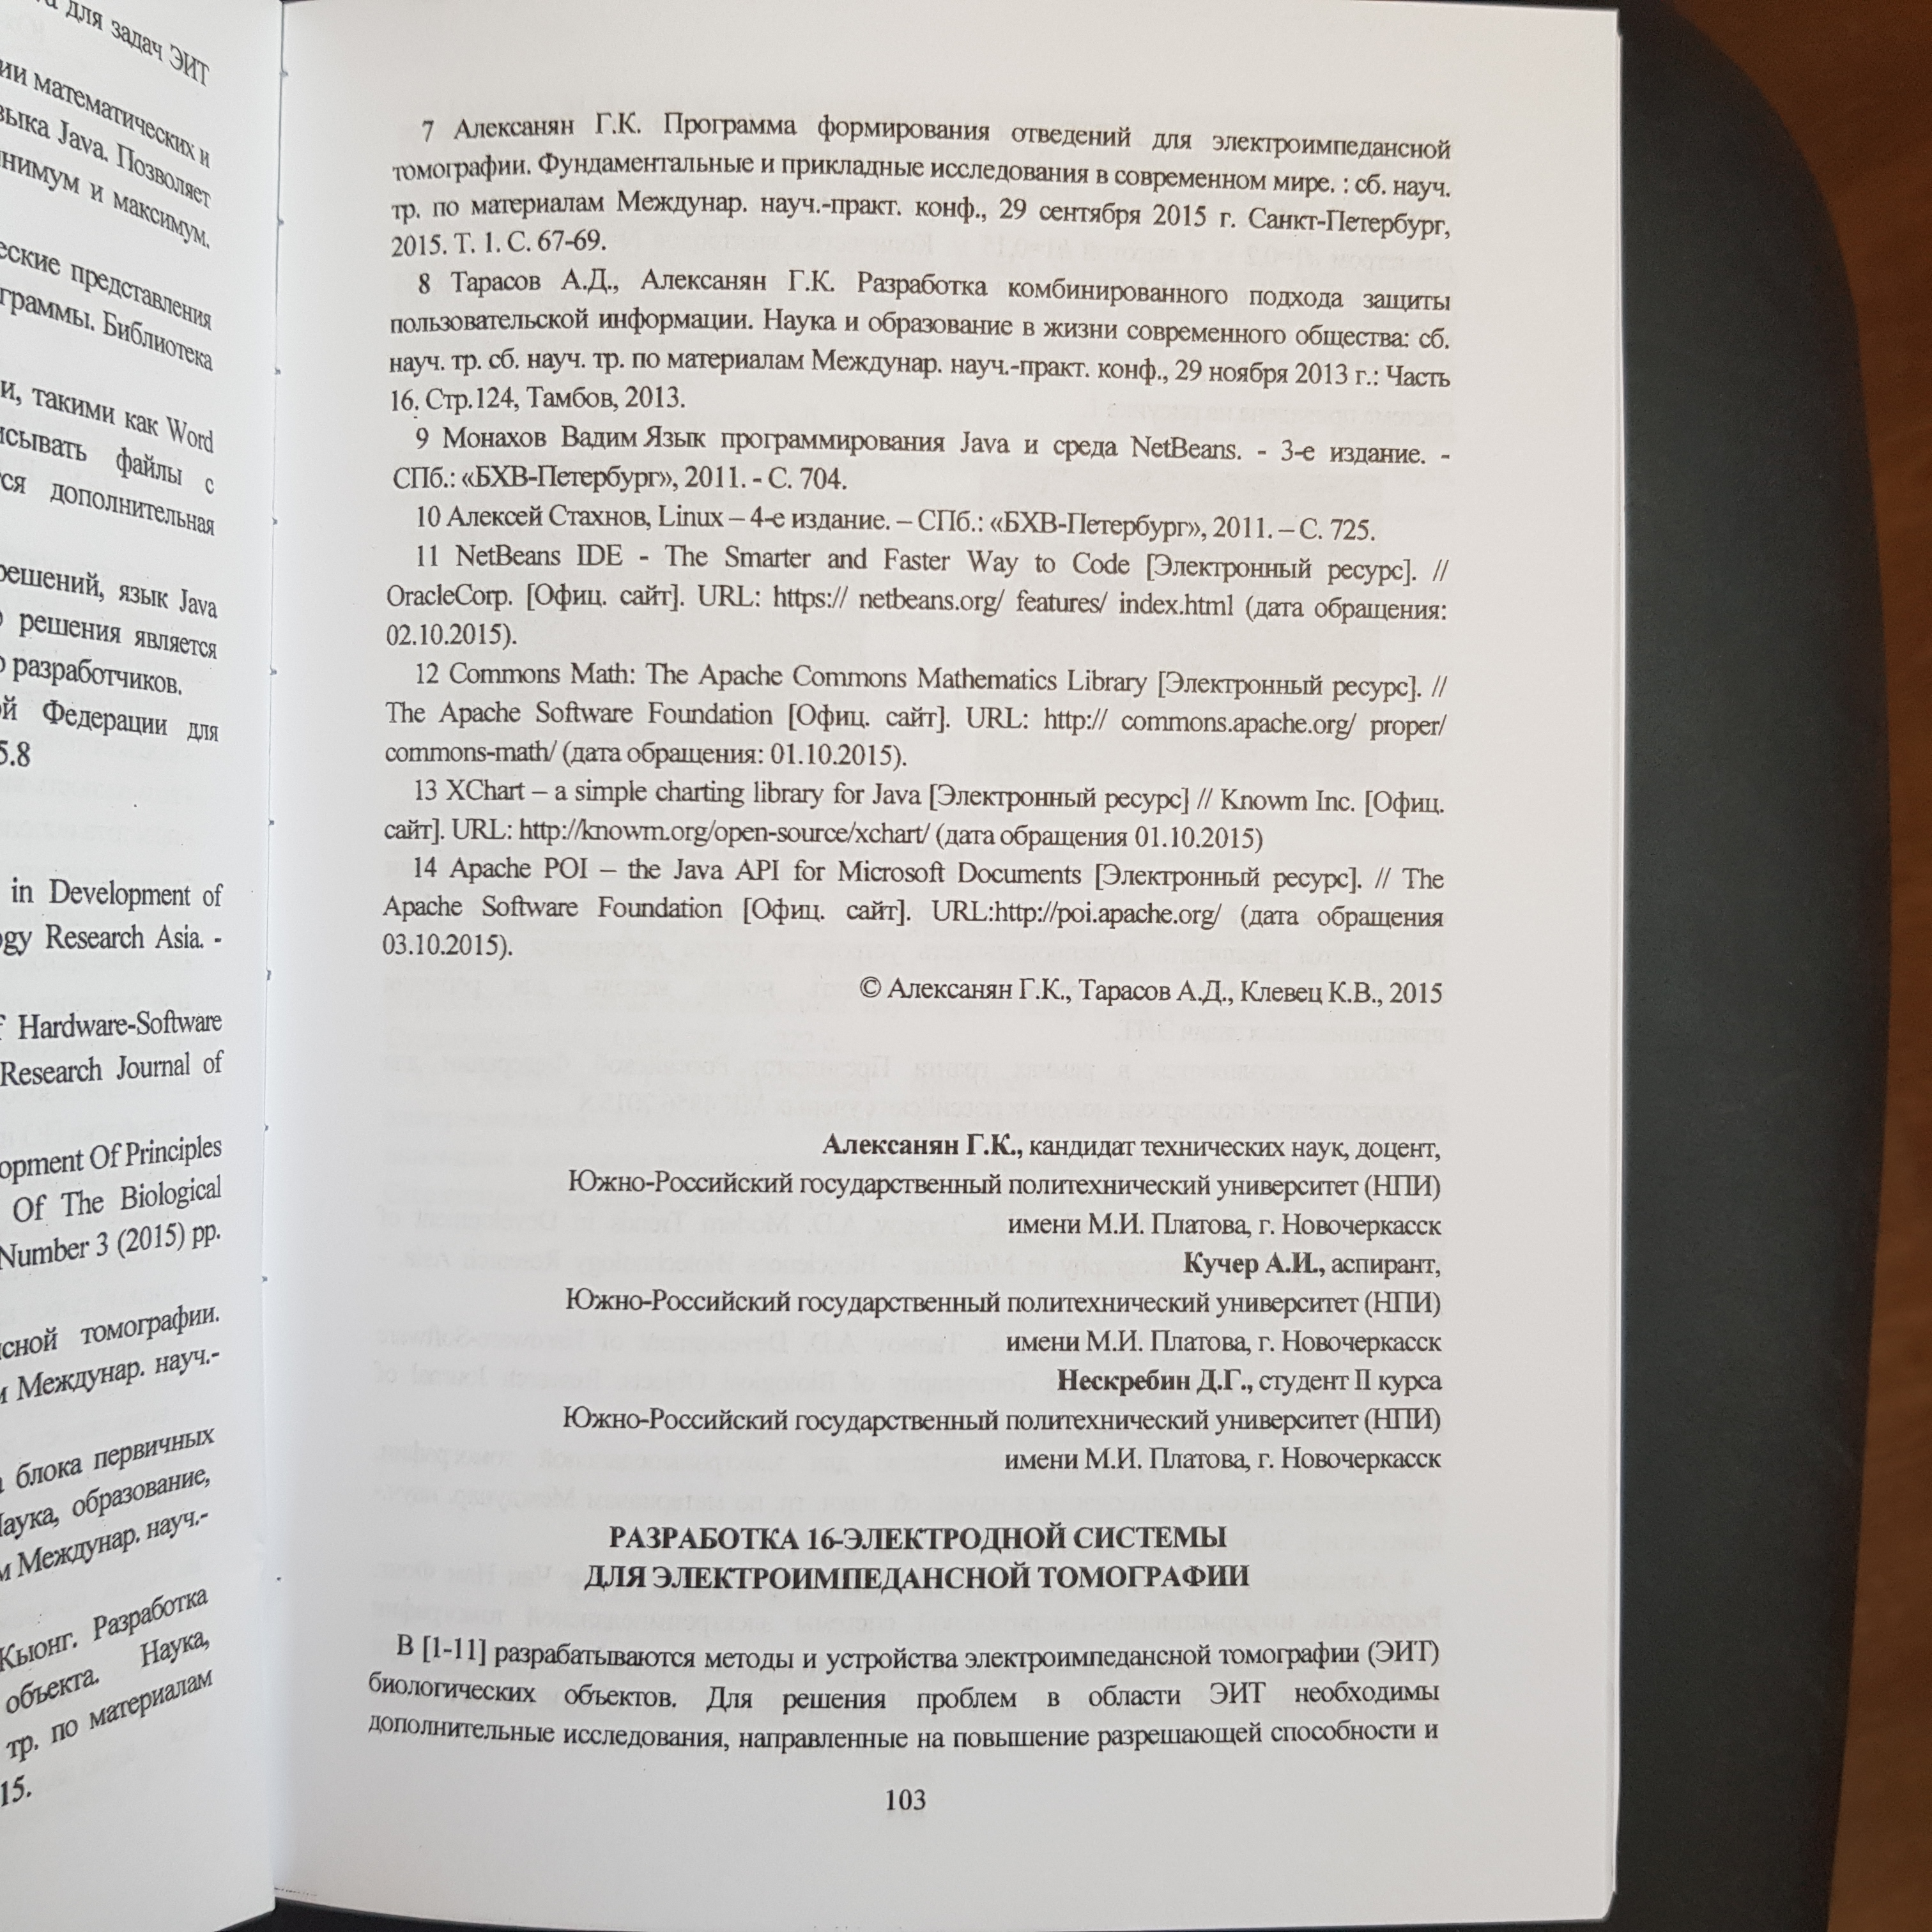 для задач ЭИТ
математических и
языка Java. Позволяет
минимум и максимум.
представления
Библиотека
такими как Word
файлы с
дополнительная
решений, язык Java
решения является
разработчиков.
Федерации для
5.8
in Development of
Research Asia. -
Hardware-Software
Research Journal of
Of Principles
Of The Biological
Number 3 (2015) pp.
томографии.
Междунар. науч.-
блока первичных
Наука, образование,
Междунар. науч.-
Кыонг. Разработка
объекта. Наука,
тр. по материалам
15.
7 Алексанян Г.К. Программа формирования отведений для электроимпедансной
томографии. Фундаментальные и прикладные исследования в современном мире. : сб. науч.
тр. по материалам Междунар. науч.-практ. конф., 29 сентября 2015 г. Санкт-Петербург,
2015. Т. 1. С. 67-69.
8 Тарасов А.Д., Алексанян Г.К. Разработка комбинированного подхода защиты
пользовательской информации. Наука и образование в жизни современного общества: сб.
науч. тр. сб. науч. тр. по материалам Междунар. науч.-практ. конф., 29 ноября 2013 г.: Часть
16. Стр.124, Тамбов, 2013.
9 Монахов Вадим Язык программирования Java и среда NetBeans. - 3-е издание. -
СПб.: «БХВ-Петербург», 2011. - С. 704.
10 Алексей Стахнов, Linux – 4-е издание. – СПб.: «БХВ-Петербург», 2011. – С. 725.
11 NetBeans IDE - The Smarter and Faster Way to Code [Электронный ресурс]. //
OracleCorp. [Офиц. сайт]. URL: https:// netbeans.org/ features/ index.html (дата обращения:
02.10.2015).
12 Commons Math: The Apache Commons Mathematics Library [Электронный ресурс]. //
The Apache Software Foundation [Офиц. сайт]. URL: http:// commons.apache.org/ proper/
commons-math/ (дата обращения: 01.10.2015).
13 XChart – a simple charting library for Java [Электронный ресурс] // Knowm Inc. [Офиц.
сайт]. URL: http://knowm.org/open-source/xchart/ (дата обращения 01.10.2015)
14 Apache POI – the Java API for Microsoft Documents [Электронный ресурс]. // The
Apache Software Foundation [Офиц. сайт]. URL:http://poi.apache.org/ (дата обращения
03.10.2015).
© Алексанян Г.К., Тарасов А.Д., Клевец К.В., 2015
Алексанян Г.К., кандидат технических наук, доцент,
Южно-Российский государственный политехнический университет (НПИ)
имени М.И. Платова, г. Новочеркасск
Кучер А.И., аспирант,
Южно-Российский государственный политехнический университет (НПИ)
имени М.И. Платова, г. Новочеркасск
Нескребин Д.Г., студент II курса
Южно-Российский государственный политехнический университет (НПИ)
имени М.И. Платова, г. Новочеркасск
РАЗРАБОТКА 16-ЭЛЕКТРОДНОЙ СИСТЕМЫ
ДЛЯ ЭЛЕКТРОИМПЕДАНСНОЙ ТОМОГРАФИИ
В [1-11] разрабатываются методы и устройства электроимпедансной томографии (ЭИТ)
биологических объектов. Для решения проблем в области ЭИТ необходимы
дополнительные исследования, направленные на повышение разрешающей способности и
103